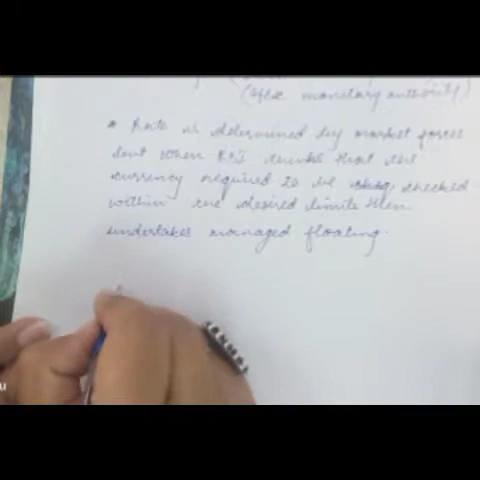 (the monetary authority)
* Rate is determined by market forces
but when RBI thinks that the
currency required to be checked
within the desired limits then
undertakes managed floating.
u